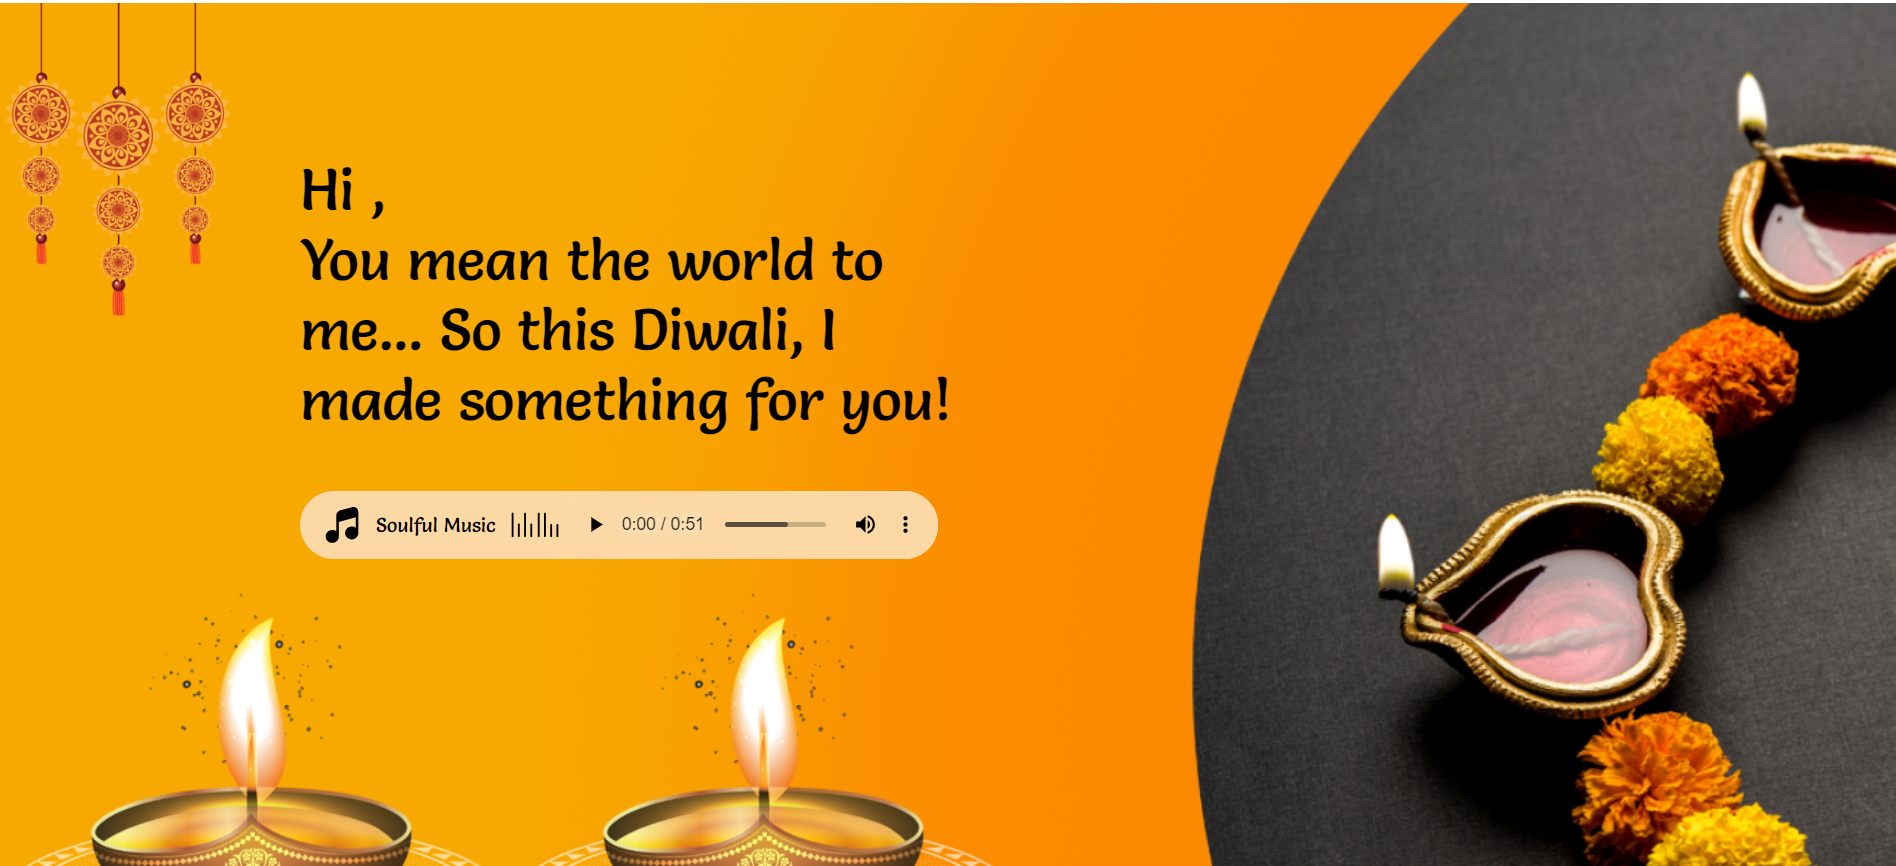 Hi ,
You mean the world to
me... So this Diwali, I
made something for you!
Soulful Music 0:00 / 0:51